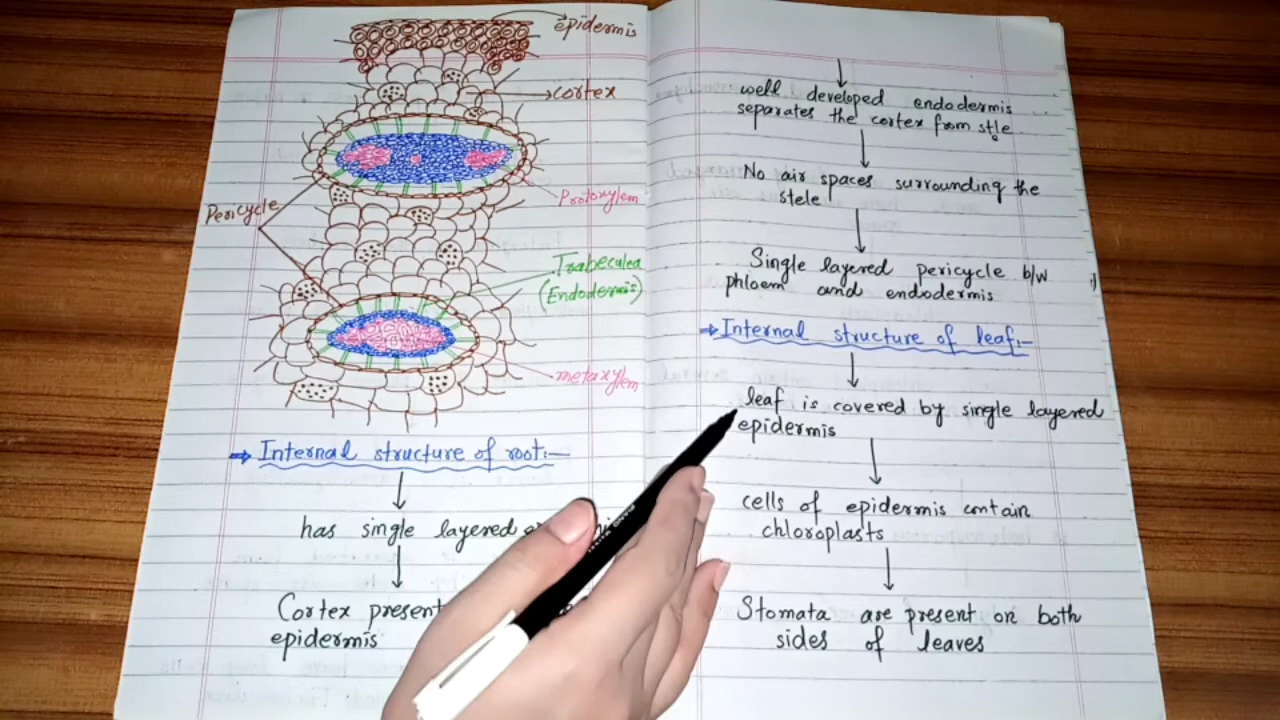 epidermis
cortex
Protoxylem
Pericycle
Trabeculea
(Endodermis)
metaxylem
Internal structure of root:-
has single layered
Cortex present
epidermis
well developed endodermis
separates the cortex from stle
e
No air spaces surrounding the
stele
Single layered pericycle b/w
phloem and endodermis
Internal structure of leaf:-
leaf is covered by single layered
epidermis
cells of epidermis contain
chloroplasts
Stomata are present on both
sides of leaves